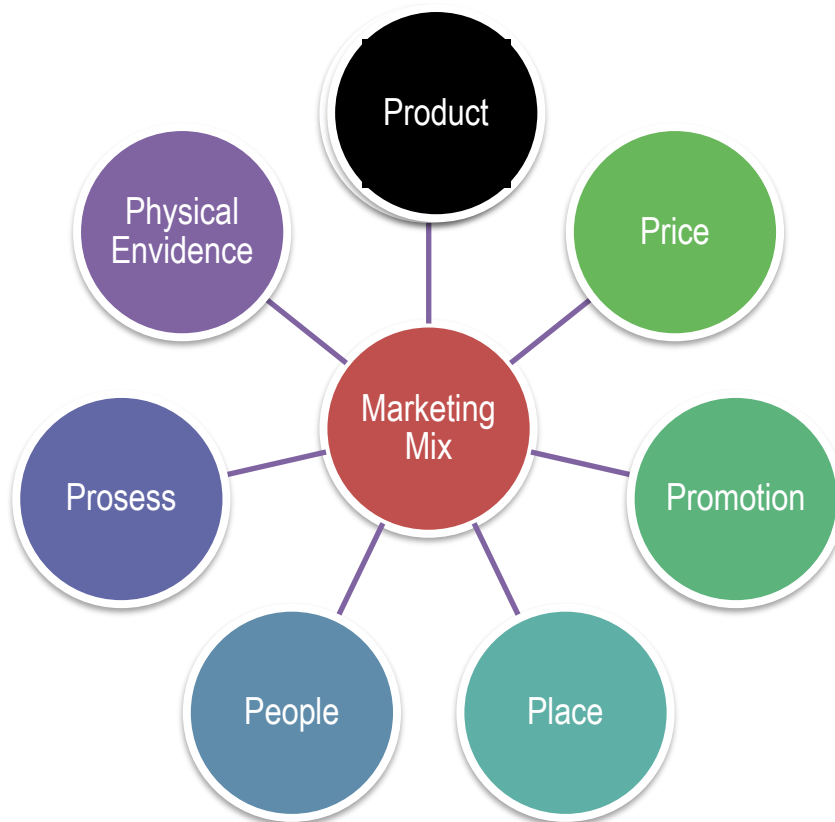 Product
Price
Promotion
Place
People
Prosess
Physical
Envidence
Marketing
Mix